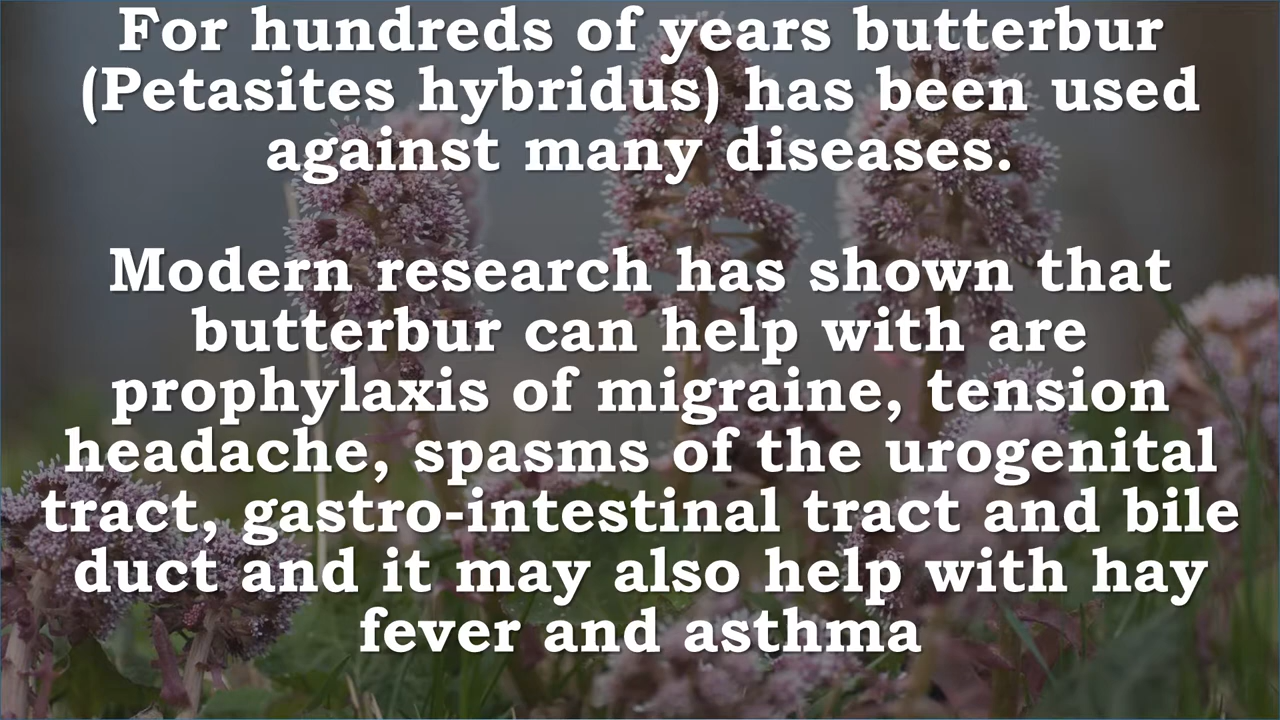 For hundreds of years butterbur
(Petasites hybridus) has been used
against many diseases.
Modern research has shown that
butterbur can help with are
prophylaxis of migraine, tension
headache, spasms of the urogenital
tract, gastro-intestinal tract and bile
duct and it may also help with hay
fever and asthma